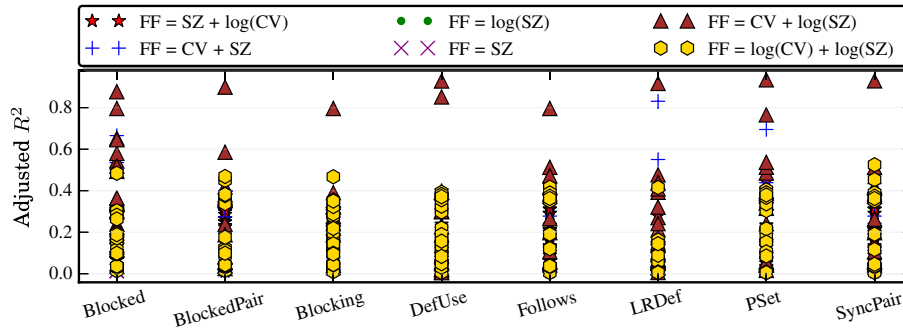 FF = SZ + log(CV) FF = log(SZ) FF = CV + log(SZ)
FF = CV + SZ FF = SZ FF = log(CV) + log(SZ)
Adjusted R²
0.8
0.6
0.4
0.2
0.0
Blocked BlockedPair Blocking DefUse Follows LRDef PSet SyncPair